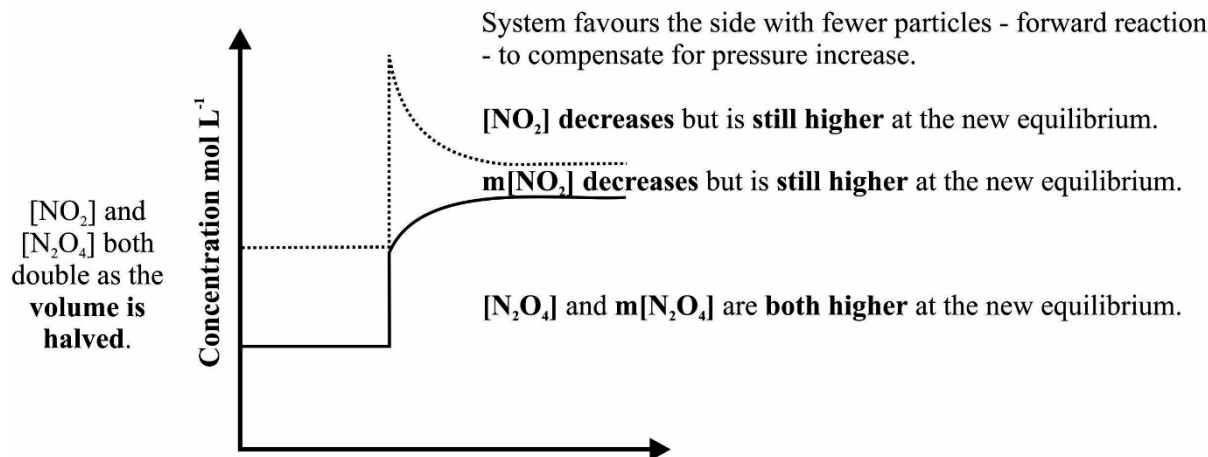 System favours the side with fewer particles - forward reaction
- to compensate for pressure increase.
[NO₂] decreases but is still higher at the new equilibrium.
m[NO₂] decreases but is still higher at the new equilibrium.
[NO₂] and
[N₂O₄] both
double as the
volume is
halved.
Concentration mol L⁻¹
[N₂O₄] and m[N₂O₄] are both higher at the new equilibrium.